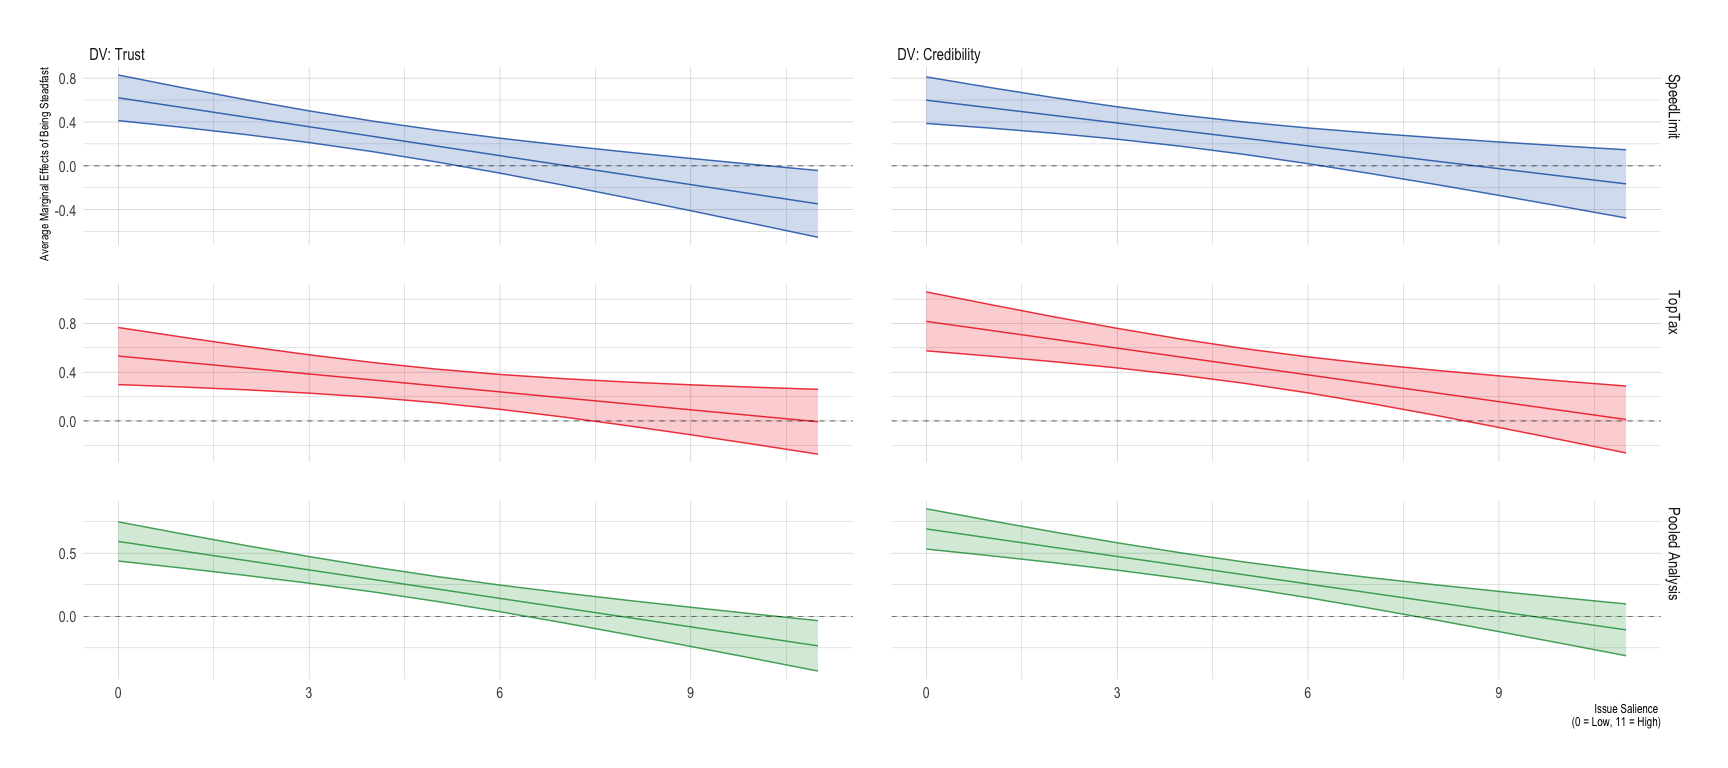 DV: Trust
DV: Credibility
Average Marginal Effects of Being Steadfast
0.8
0.4
0.0
-0.4
SpeedLimit
0.8
0.4
0.0
TopTax
0.5
0.0
Pooled Analysis
0 3 6 9
0 3 6 9
Issue Salience
(0 = Low, 11 = High)